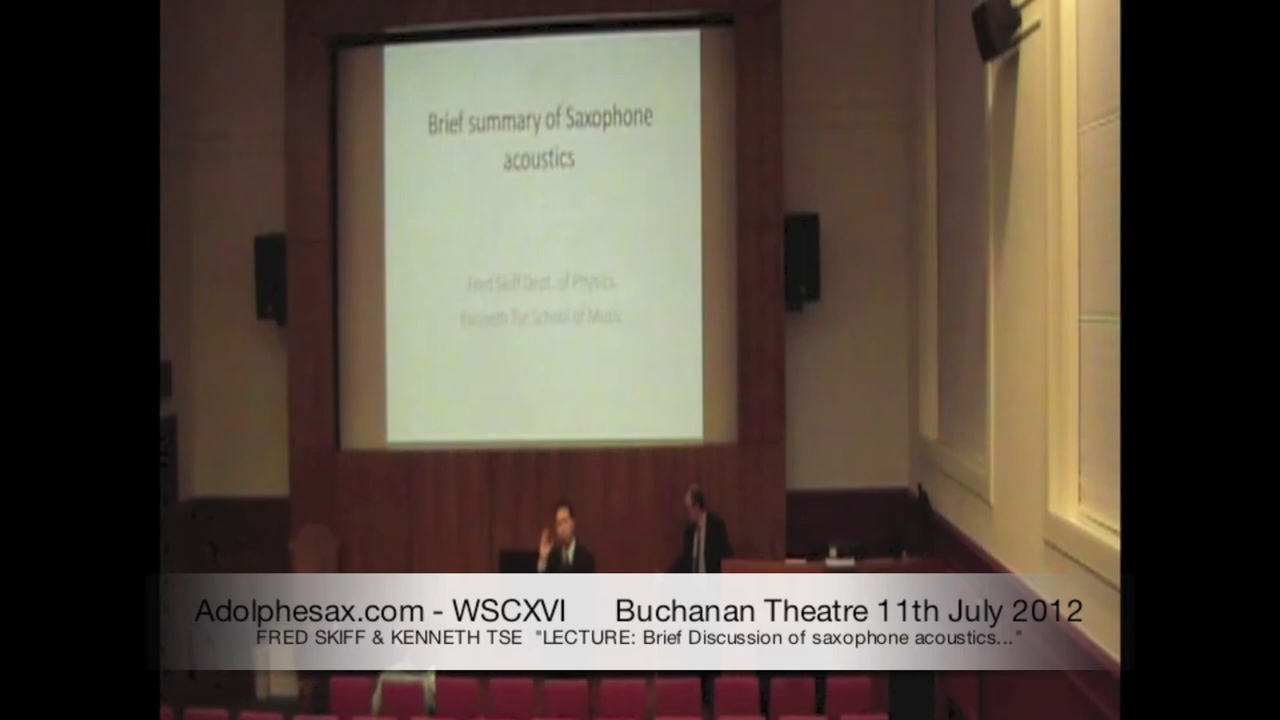 Brief summary of Saxophone
acoustics
Fred Skiff Dept. of Physics
Kenneth Tse School of Music
Adolphesax.com - WSCXVI Buchanan Theatre 11th July 2012
FRED SKIFF & KENNETH TSE "LECTURE: Brief Discussion of saxophone acoustics..."